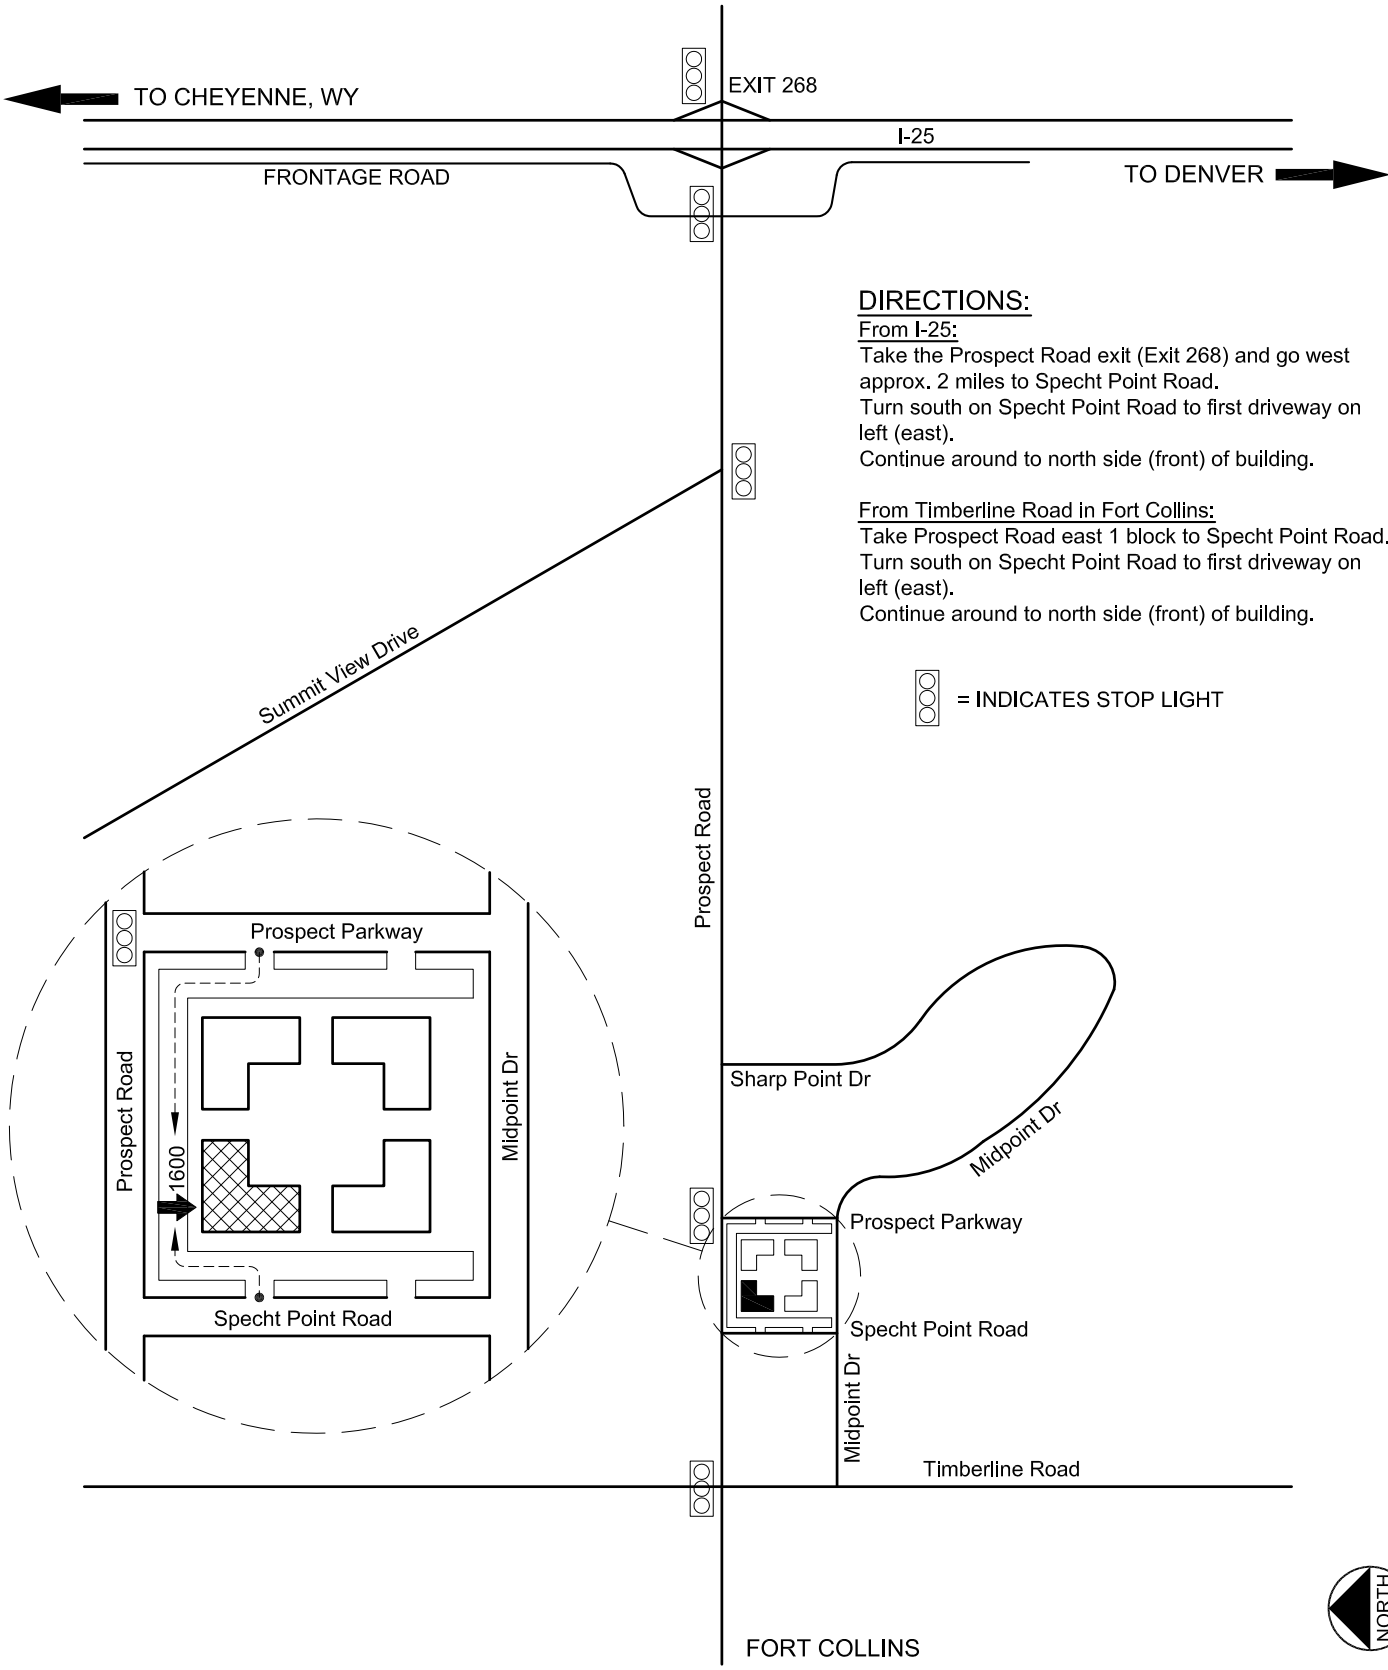 EXIT 268
TO CHEYENNE, WY
I-25
FRONTAGE ROAD
TO DENVER
DIRECTIONS:
From I-25:
Take the Prospect Road exit (Exit 268) and go west
approx. 2 miles to Specht Point Road.
Turn south on Specht Point Road to first driveway on
left (east).
Continue around to north side (front) of building.
From Timberline Road in Fort Collins:
Take Prospect Road east 1 block to Specht Point Road.
Turn south on Specht Point Road to first driveway on
left (east).
Continue around to north side (front) of building.
= INDICATES STOP LIGHT
Summit View Drive
Prospect Road
Prospect Parkway
Prospect Road
1600
Midpoint Dr
Specht Point Road
Sharp Point Dr
Midpoint Dr
Prospect Parkway
Specht Point Road
Midpoint Dr
Timberline Road
FORT COLLINS
NORTH